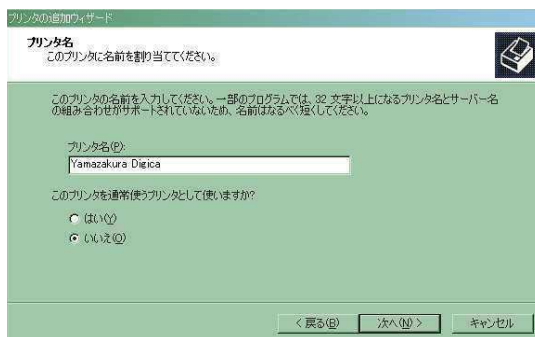 プリンタの追加ウィザード
プリンタ名
このプリンタに名前を割り当ててください。
このプリンタの名前を入力してください。一部のプログラムでは、32 文字以上になるプリンタ名とサーバー名
の組み合わせがサポートされていないため、名前はなるべく短くしてください。
プリンタ名(P):
Yamazakura Digica
このプリンタを通常使うプリンタとして使いますか?
はい(Y)
いいえ(O)
< 戻る(B)
次へ(N) >
キャンセル